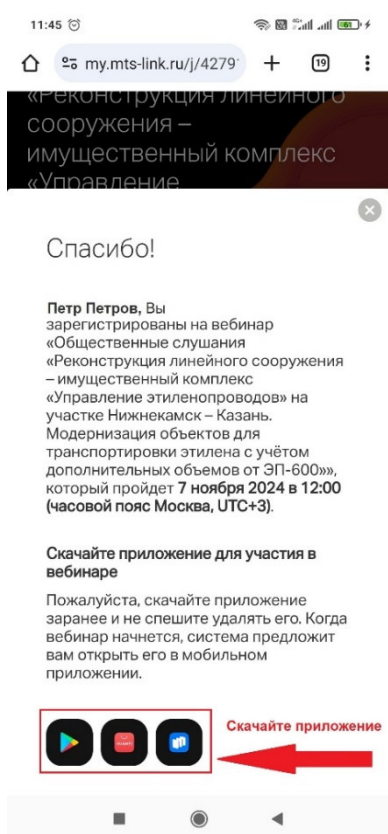 11:45
my.mts-link.ru/j/4279
19
«Реконструкция линейного
сооружения –
имущественный комплекс
«Управление
Спасибо!
Петр Петров, Вы
зарегистрированы на вебинар
«Общественные слушания
«Реконструкция линейного сооружения
– имущественный комплекс
«Управление этиленопроводов» на
участке Нижнекамск – Казань.
Модернизация объектов для
транспортировки этилена с учётом
дополнительных объемов от ЭП-600»»,
который пройдет 7 ноября 2024 в 12:00
(часовой пояс Москва, UTC+3).
Скачайте приложение для участия в
вебинаре
Пожалуйста, скачайте приложение
заранее и не спешите удалять его. Когда
вебинар начнется, система предложит
вам открыть его в мобильном
приложении.
Скачайте приложение